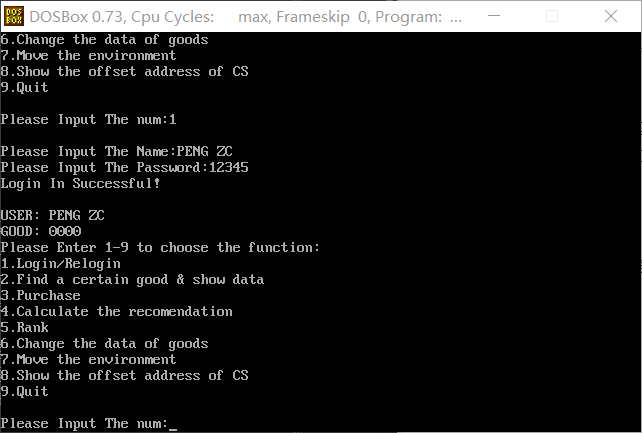 DOS
BOX
DOSBox 0.73, Cpu Cycles: max, Frameskip 0, Program: ...
6.Change the data of goods
7.Move the environment
8.Show the offset address of CS
9.Quit
Please Input The num:1
Please Input The Name:PENG ZC
Please Input The Password:12345
Login In Successful!
USER: PENG ZC
GOOD: 0000
Please Enter 1-9 to choose the function:
1.Login/Relogin
2.Find a certain good & show data
3.Purchase
4.Calculate the recomendation
5.Rank
6.Change the data of goods
7.Move the environment
8.Show the offset address of CS
9.Quit
Please Input The num:_